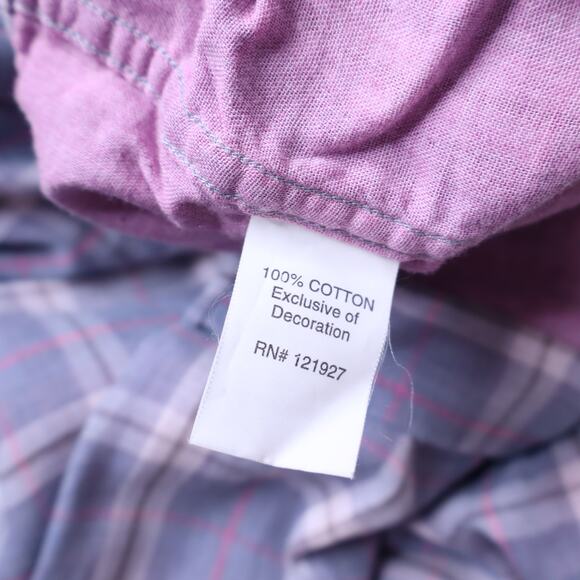 100% COTTON
Exclusive of
Decoration
RN# 121927